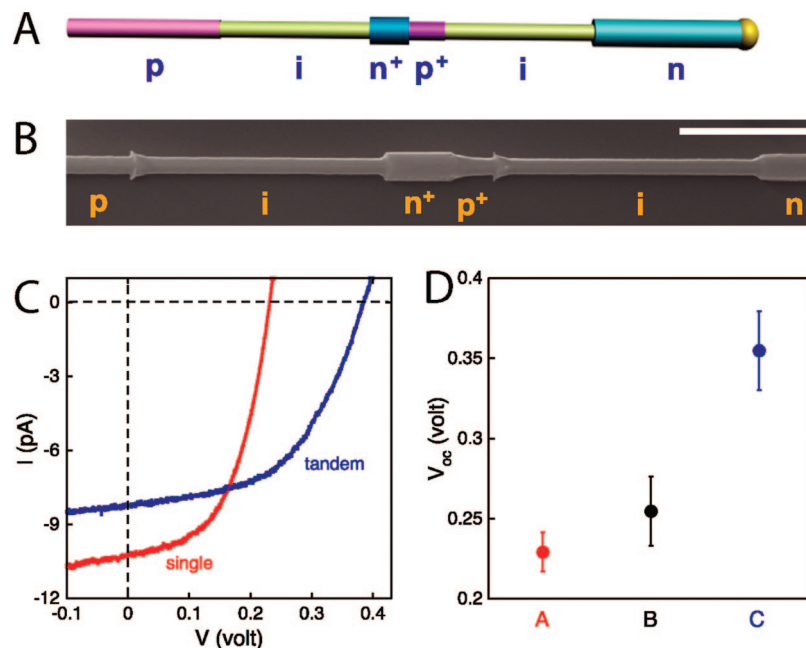 A
p i n+ p+ i n
B
p i n+ p+ i n
C
0
-3
-6
-9
-12
I (pA)
tandem
single
-0.1 0 0.1 0.2 0.3 0.4
V (volt)
D
0.4
0.35
0.3
0.25
0.2
Voc (volt)
A B C